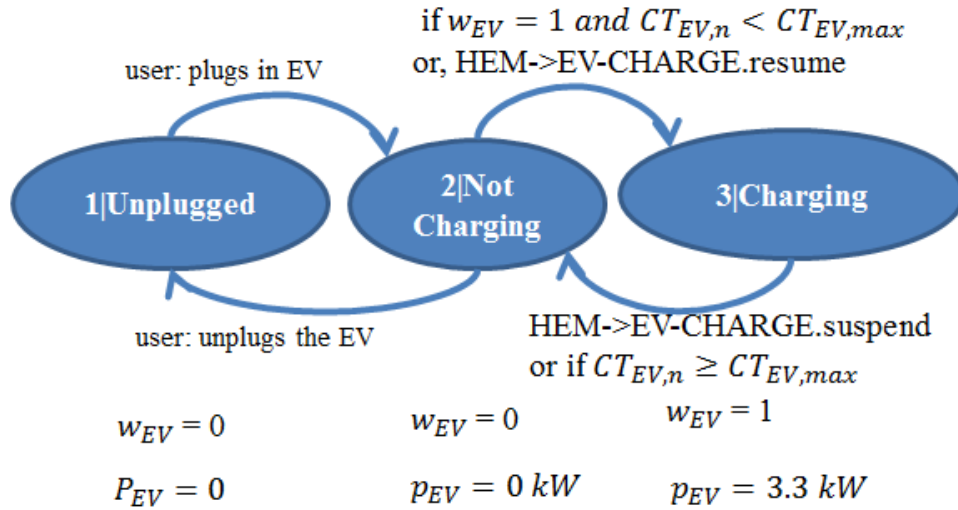 if w_EV = 1 and CT_EV,n < CT_EV,max
or, HEM->EV-CHARGE.resume
user: plugs in EV
1|Unplugged
2|Not
Charging
3|Charging
user: unplugs the EV
HEM->EV-CHARGE.suspend
or if CT_EV,n ≥ CT_EV,max
w_EV = 0
w_EV = 0
w_EV = 1
P_EV = 0
p_EV = 0 kW
p_EV = 3.3 kW